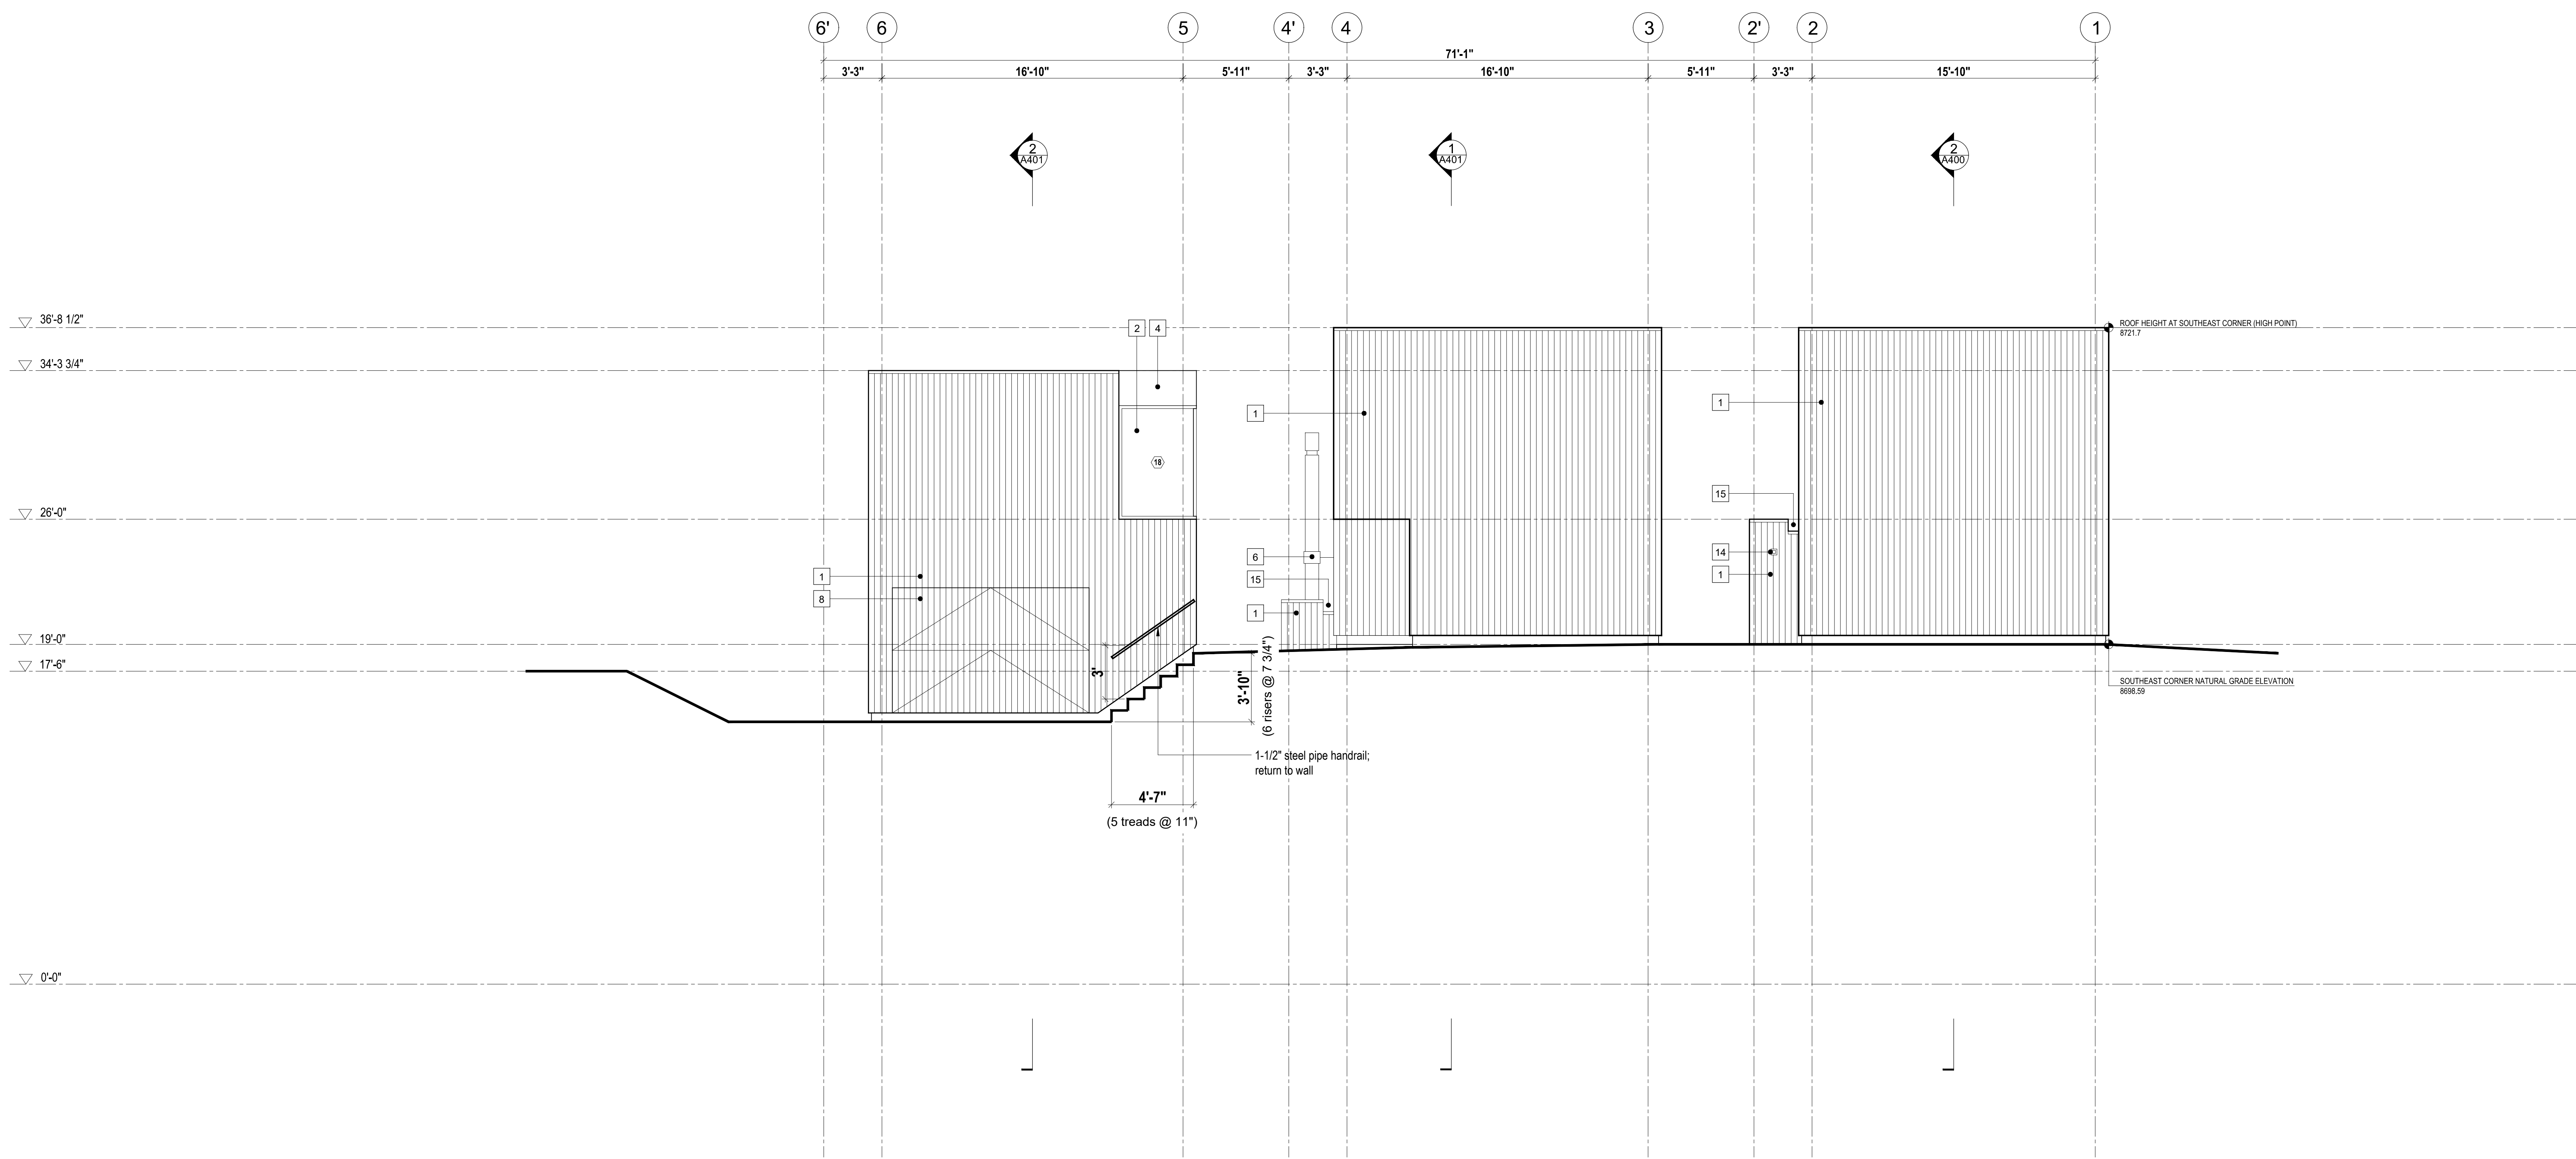 6' 6 5 4' 4 3 2' 2 1
71'-1"
3'-3" 16'-10" 5'-11" 3'-3" 16'-10" 5'-11" 3'-3" 15'-10"
2 1 2
A401 A401 A400
36'-8 1/2"
ROOF HEIGHT AT SOUTHEAST CORNER (HIGH POINT)
8721.7
2 4
34'-3 3/4"
1
1
18
15
26'-0"
6 14
1 15 1
8
1
19'-0"
17'-6"
3'
3'-10"
(6 risers @ 7 3/4")
SOUTHEAST CORNER NATURAL GRADE ELEVATION
8698.59
1-1/2" steel pipe handrail;
return to wall
4'-7"
(5 treads @ 11")
0'-0"